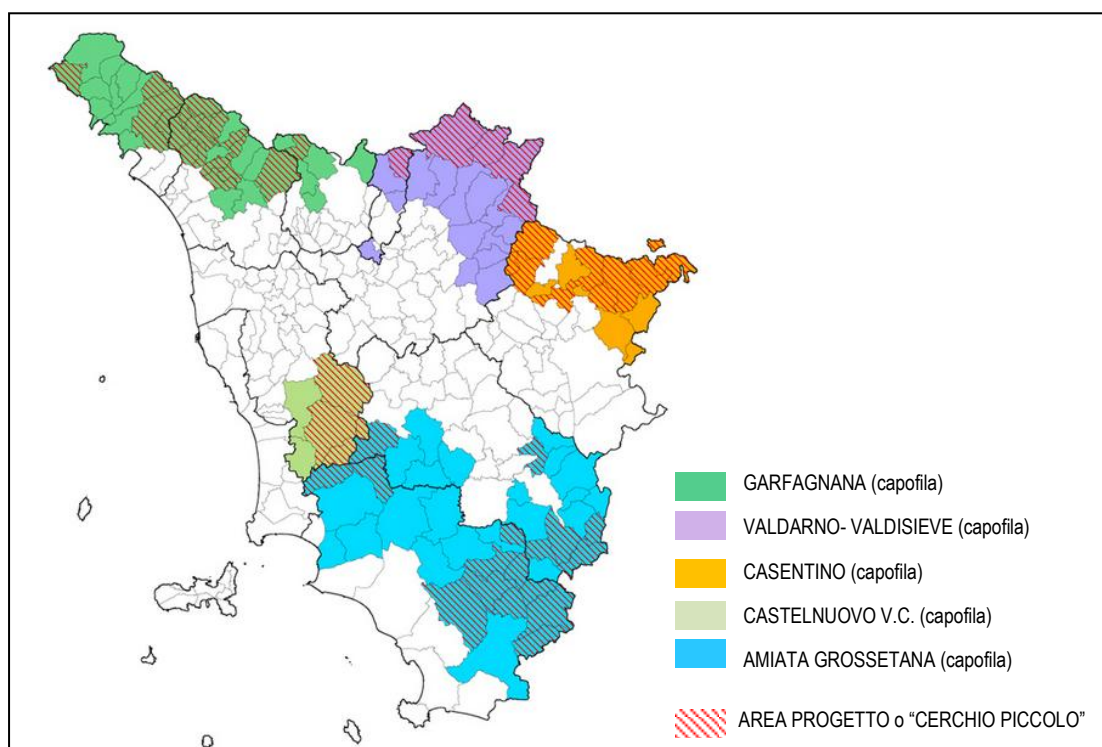 GARFAGNANA (capofila)
VALDARNO- VALDISIEVE (capofila)
CASENTINO (capofila)
CASTELNUOVO V.C. (capofila)
AMIATA GROSSETANA (capofila)
AREA PROGETTO o “CERCHIO PICCOLO”